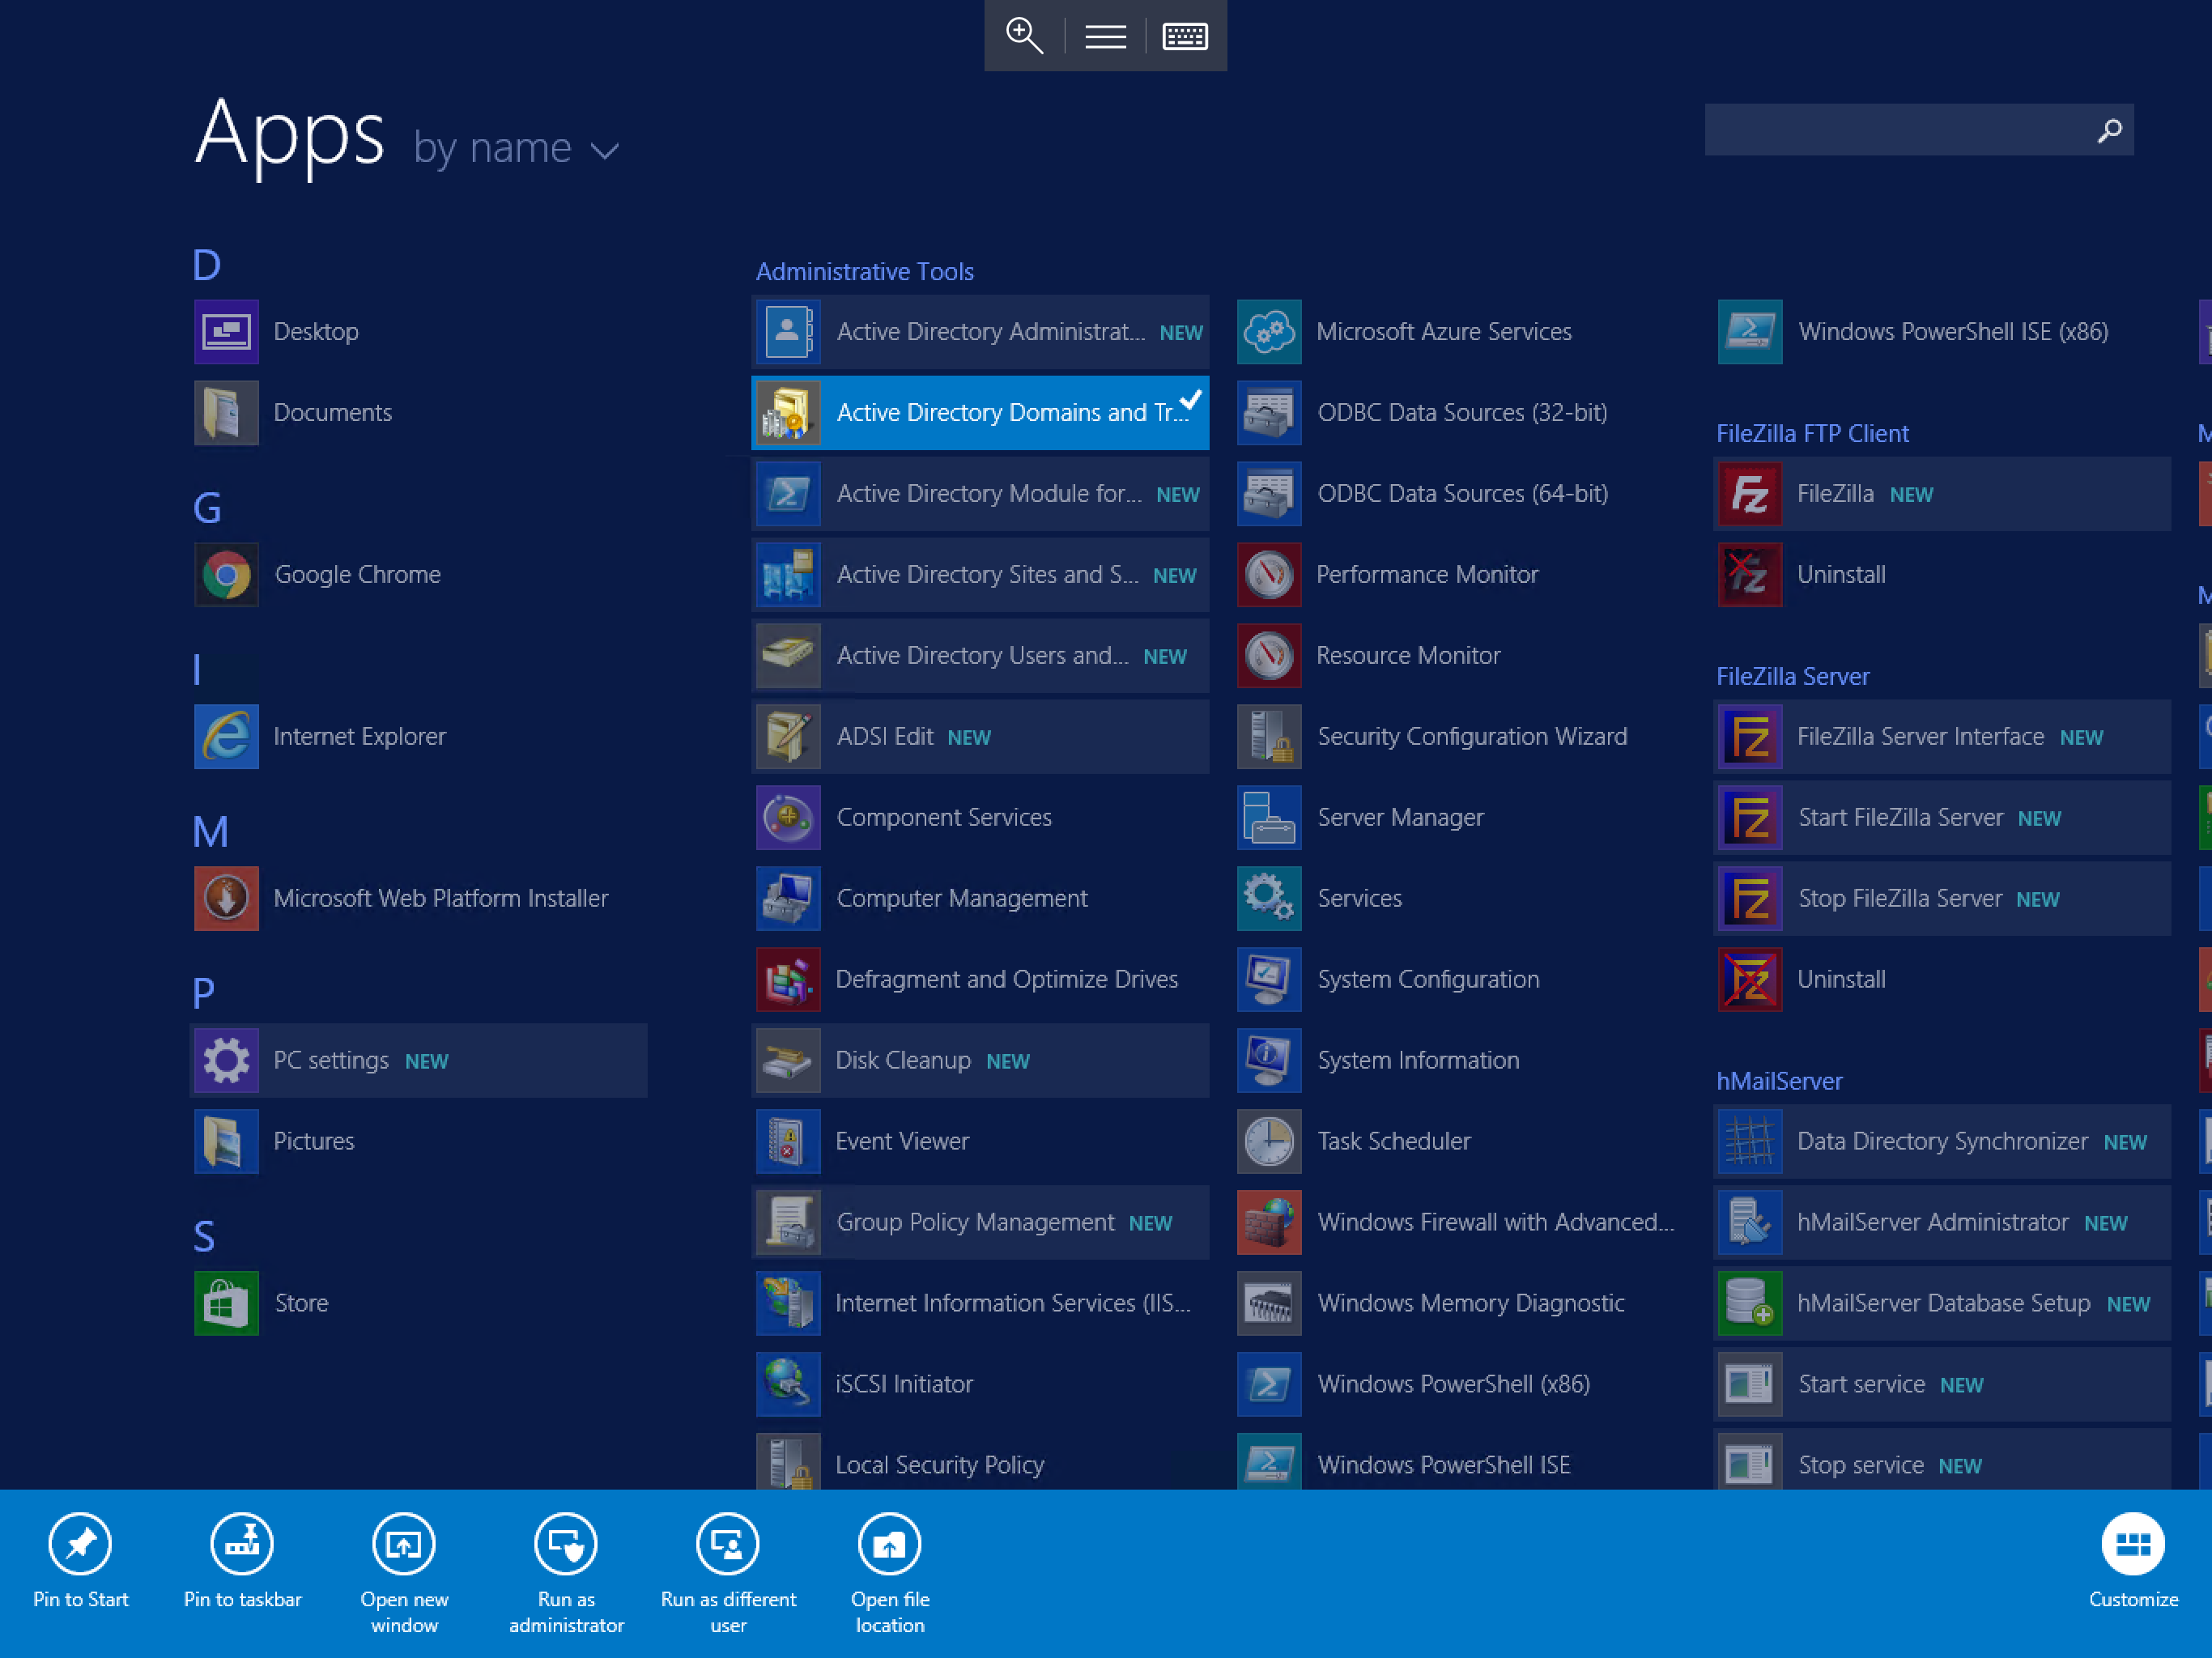 Apps by name
D
Desktop
Documents
G
Google Chrome
I
Internet Explorer
M
Microsoft Web Platform Installer
P
PC settings NEW
Pictures
S
Store
Administrative Tools
Active Directory Administrat... NEW
Active Directory Domains and Tr...
Active Directory Module for... NEW
Active Directory Sites and S... NEW
Active Directory Users and... NEW
ADSI Edit NEW
Component Services
Computer Management
Defragment and Optimize Drives
Disk Cleanup NEW
Event Viewer
Group Policy Management NEW
Internet Information Services (IIS...
iSCSI Initiator
Local Security Policy
Microsoft Azure Services
ODBC Data Sources (32-bit)
ODBC Data Sources (64-bit)
Performance Monitor
Resource Monitor
Security Configuration Wizard
Server Manager
Services
System Configuration
System Information
Task Scheduler
Windows Firewall with Advanced...
Windows Memory Diagnostic
Windows PowerShell (x86)
Windows PowerShell ISE
Windows PowerShell ISE (x86)
FileZilla FTP Client
FileZilla NEW
Uninstall
FileZilla Server
FileZilla Server Interface NEW
Start FileZilla Server NEW
Stop FileZilla Server NEW
Uninstall
hMailServer
Data Directory Synchronizer NEW
hMailServer Administrator NEW
hMailServer Database Setup NEW
Start service NEW
Stop service NEW
Pin to Start
Pin to taskbar
Open new
window
Run as
administrator
Run as different
user
Open file
location
Customize